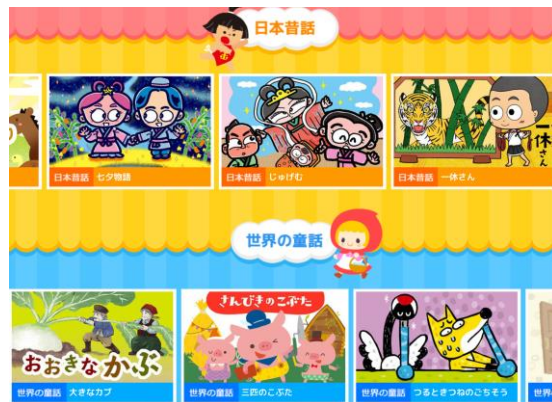 日本昔話
日本昔話 七夕物語
日本昔話 じゅげむ
日本昔話 一休さん
一休さん
世界の童話
おおきなかぶ
世界の童話 大きなカブ
さんびきのこぶた
世界の童話 三匹のこぶた
世界の童話 つるときつねのごちそう
世界